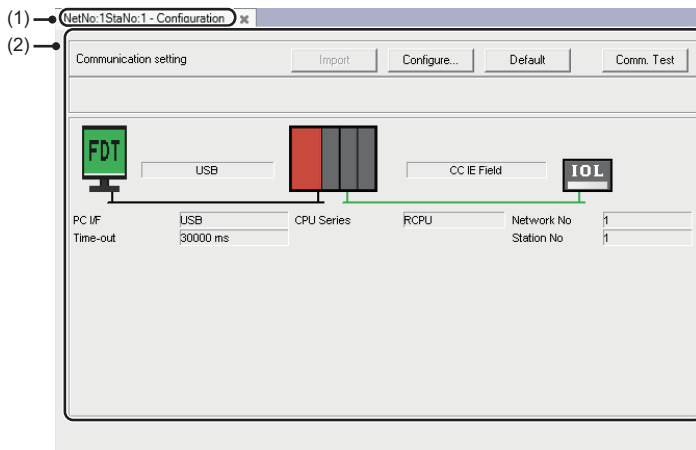 (1)
NetNo:1StaNo:1 - Configuration
(2)
Communication setting Import Configure... Default Comm. Test
FDT USB CC IE Field IOL
PC I/F USB CPU Series RCPU Network No 1
Time-out 30000 ms Station No 1